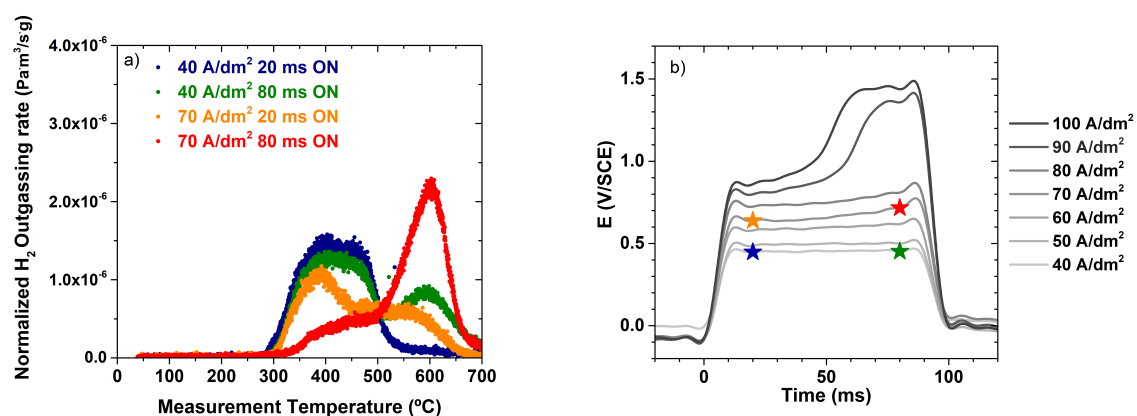 a)
40 A/dm² 20 ms ON
40 A/dm² 80 ms ON
70 A/dm² 20 ms ON
70 A/dm² 80 ms ON
Normalized H₂ Outgassing rate (Pa·m³/s·g)
4.0x10⁻⁶
3.0x10⁻⁶
2.0x10⁻⁶
1.0x10⁻⁶
0.0
0 100 200 300 400 500 600 700
Measurement Temperature (ºC)
b)
E (V/SCE)
1.5
1.0
0.5
0.0
0 50 100
Time (ms)
100 A/dm²
90 A/dm²
80 A/dm²
70 A/dm²
60 A/dm²
50 A/dm²
40 A/dm²